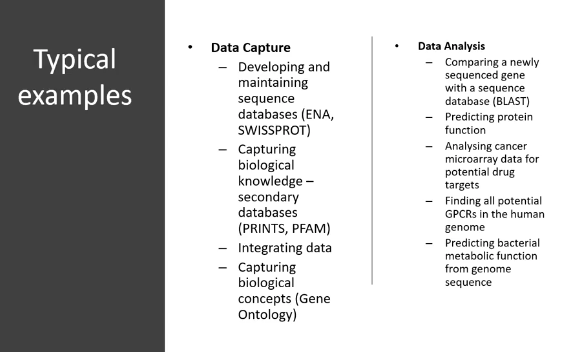 Typical
examples
• Data Capture
– Developing and
maintaining
sequence
databases (ENA,
SWISSPROT)
– Capturing
biological
knowledge –
secondary
databases
(PRINTS, PFAM)
– Integrating data
– Capturing
biological
concepts (Gene
Ontology)
• Data Analysis
– Comparing a newly
sequenced gene
with a sequence
database (BLAST)
– Predicting protein
function
– Analysing cancer
microarray data for
potential drug
targets
– Finding all potential
GPCRs in the human
genome
– Predicting bacterial
metabolic function
from genome
sequence